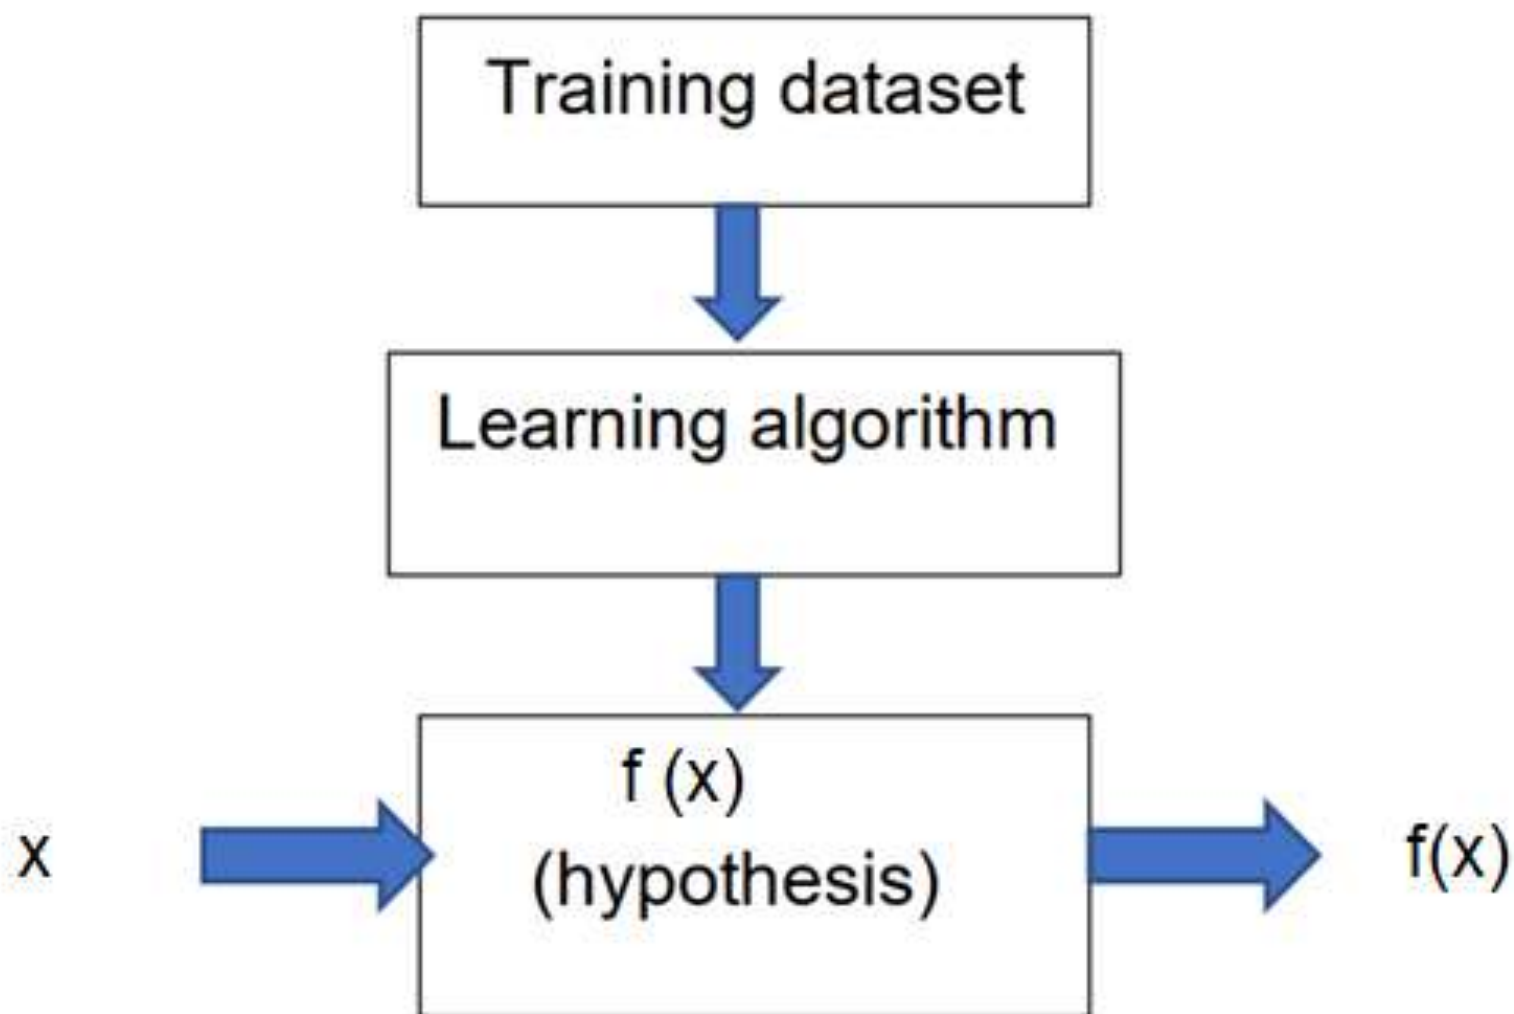 Training dataset
Learning algorithm
f (x)
(hypothesis)
x
f(x)